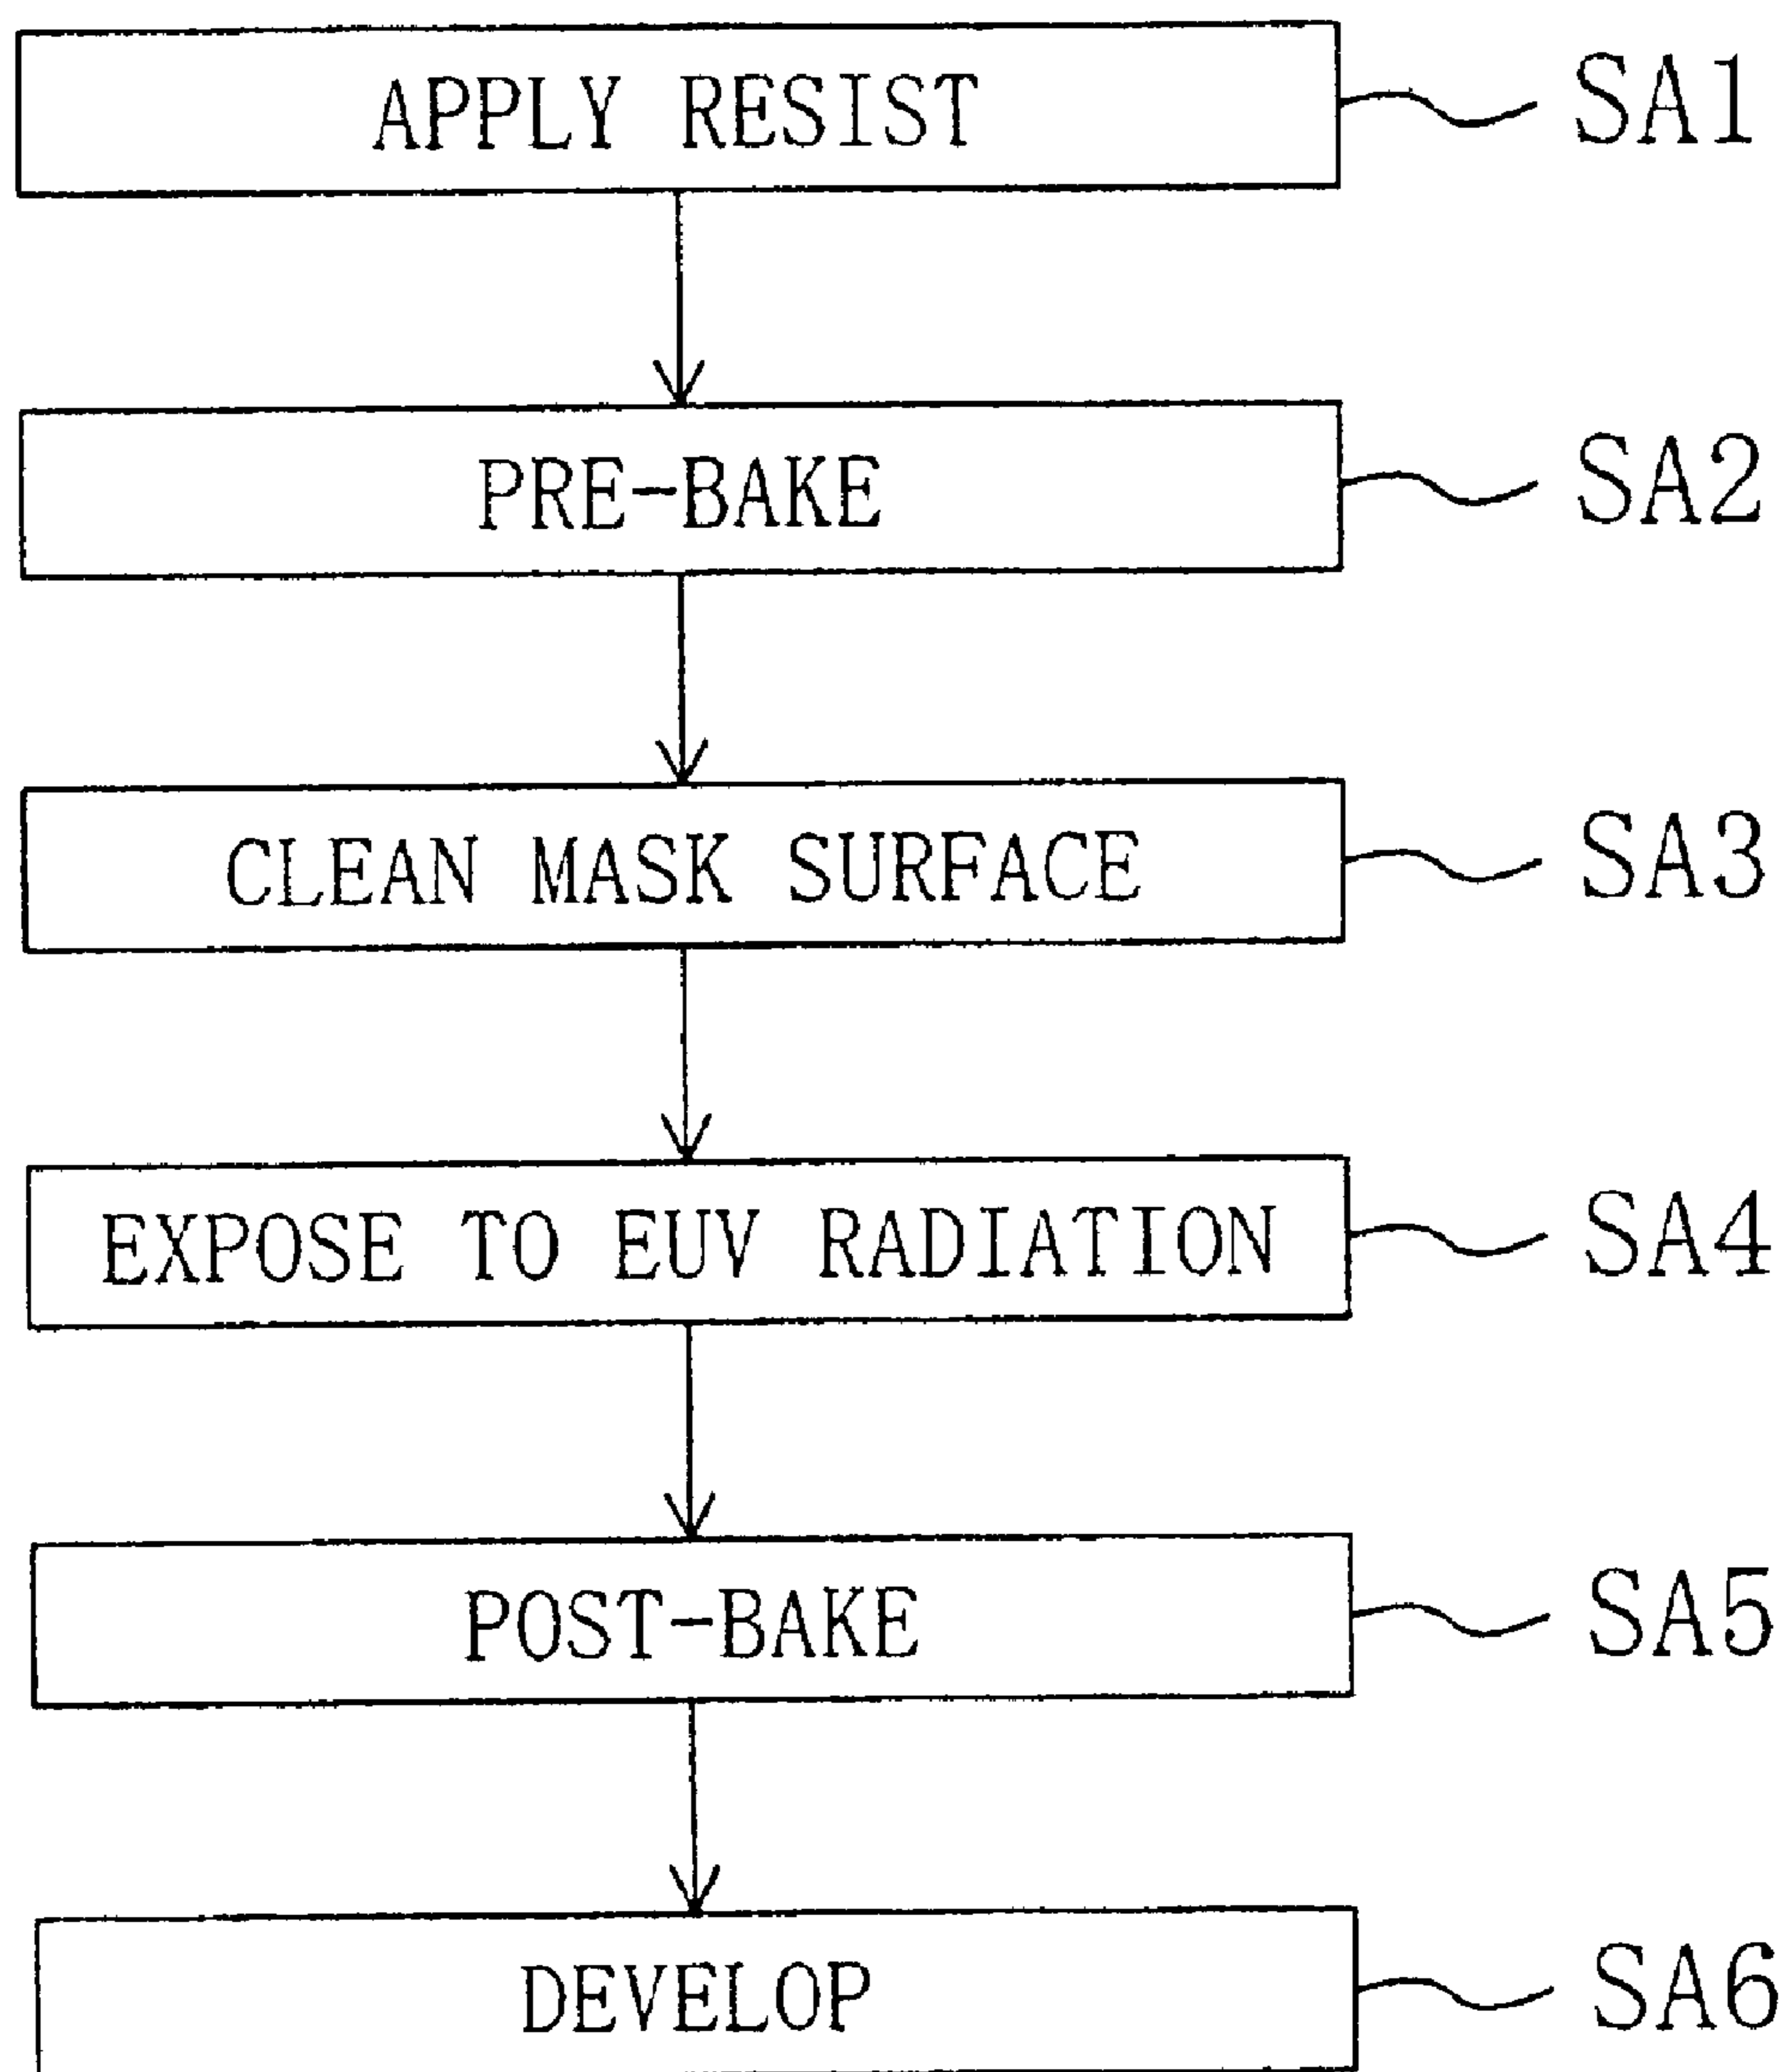 APPLY RESIST SA1
PRE-BAKE SA2
CLEAN MASK SURFACE SA3
EXPOSE TO EUV RADIATION SA4
POST-BAKE SA5
DEVELOP SA6